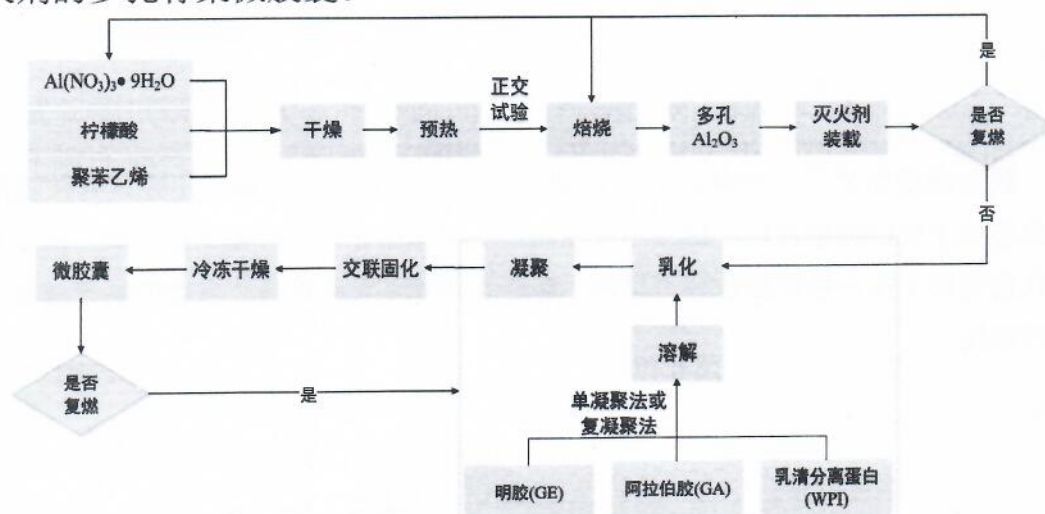 是
Al(NO₃)₃• 9H₂O
柠檬酸
聚苯乙烯
干燥
预热
正交
试验
焙烧
多孔
Al₂O₃
灭火剂
装载
是否
复燃
否
微胶囊
冷冻干燥
交联固化
凝聚
乳化
溶解
是否
复燃
是
单凝聚法或
复凝聚法
明胶(GE)
阿拉伯胶(GA)
乳清分离蛋白
(WPI)